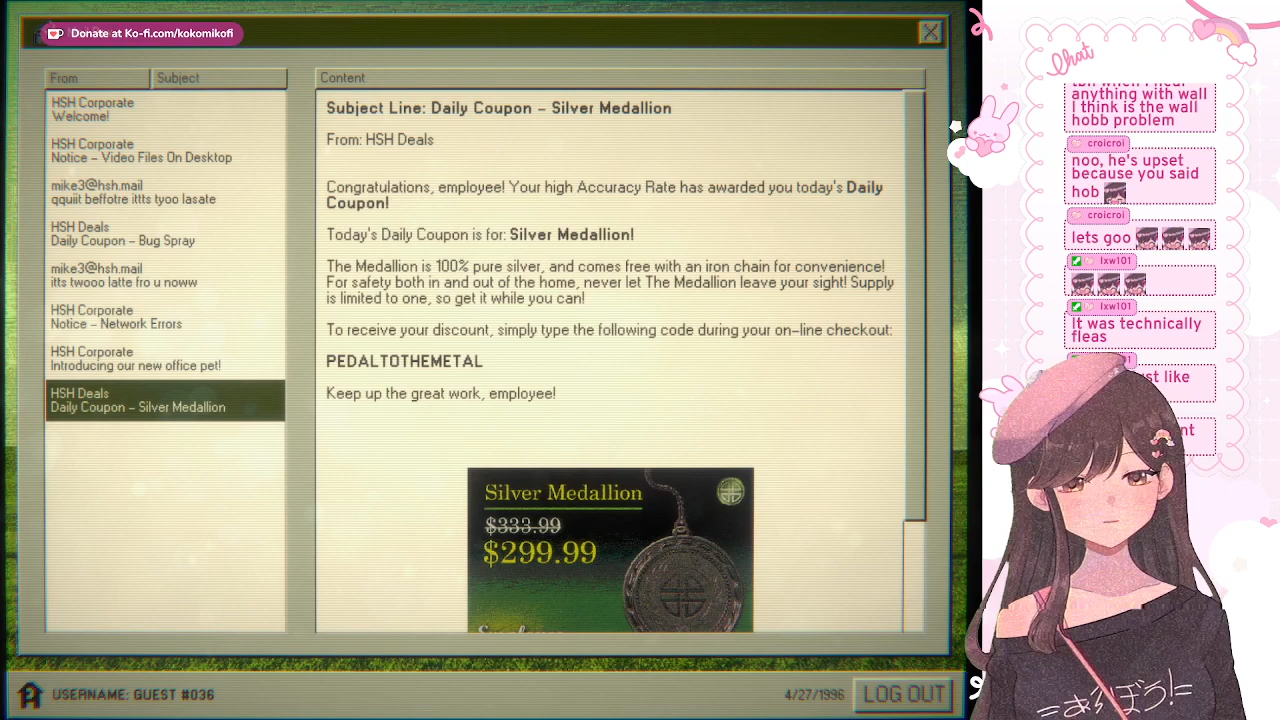 Donate at Ko-fi.com/kokomikofi
From
Subject
Content
HSH Corporate
Welcome!
HSH Corporate
Notice – Video Files On Desktop
mike3@hsh.mail
qquiit beffotre ittts tyoo lasate
HSH Deals
Daily Coupon – Bug Spray
mike3@hsh.mail
itts twooo latte fro u noww
HSH Corporate
Notice – Network Errors
HSH Corporate
Introducing our new office pet!
HSH Deals
Daily Coupon – Silver Medallion
Subject Line: Daily Coupon – Silver Medallion
From: HSH Deals
Congratulations, employee! Your high Accuracy Rate has awarded you today's Daily
Coupon!
Today's Daily Coupon is for: Silver Medallion!
The Medallion is 100% pure silver, and comes free with an iron chain for convenience!
For safety both in and out of the home, never let The Medallion leave your sight! Supply
is limited to one, so get it while you can!
To receive your discount, simply type the following code during your on-line checkout:
PEDALTOTHEMETAL
Keep up the great work, employee!
Silver Medallion
$333.99
$299.99
USERNAME: GUEST #036
4/27/1996
LOG OUT
Chat
anything with wall
I think is the wall
hobb problem
croicroi
noo, he's upset
because you said
hob
croicroi
lets goo
lxw101
lxw101
It was technically
fleas
like